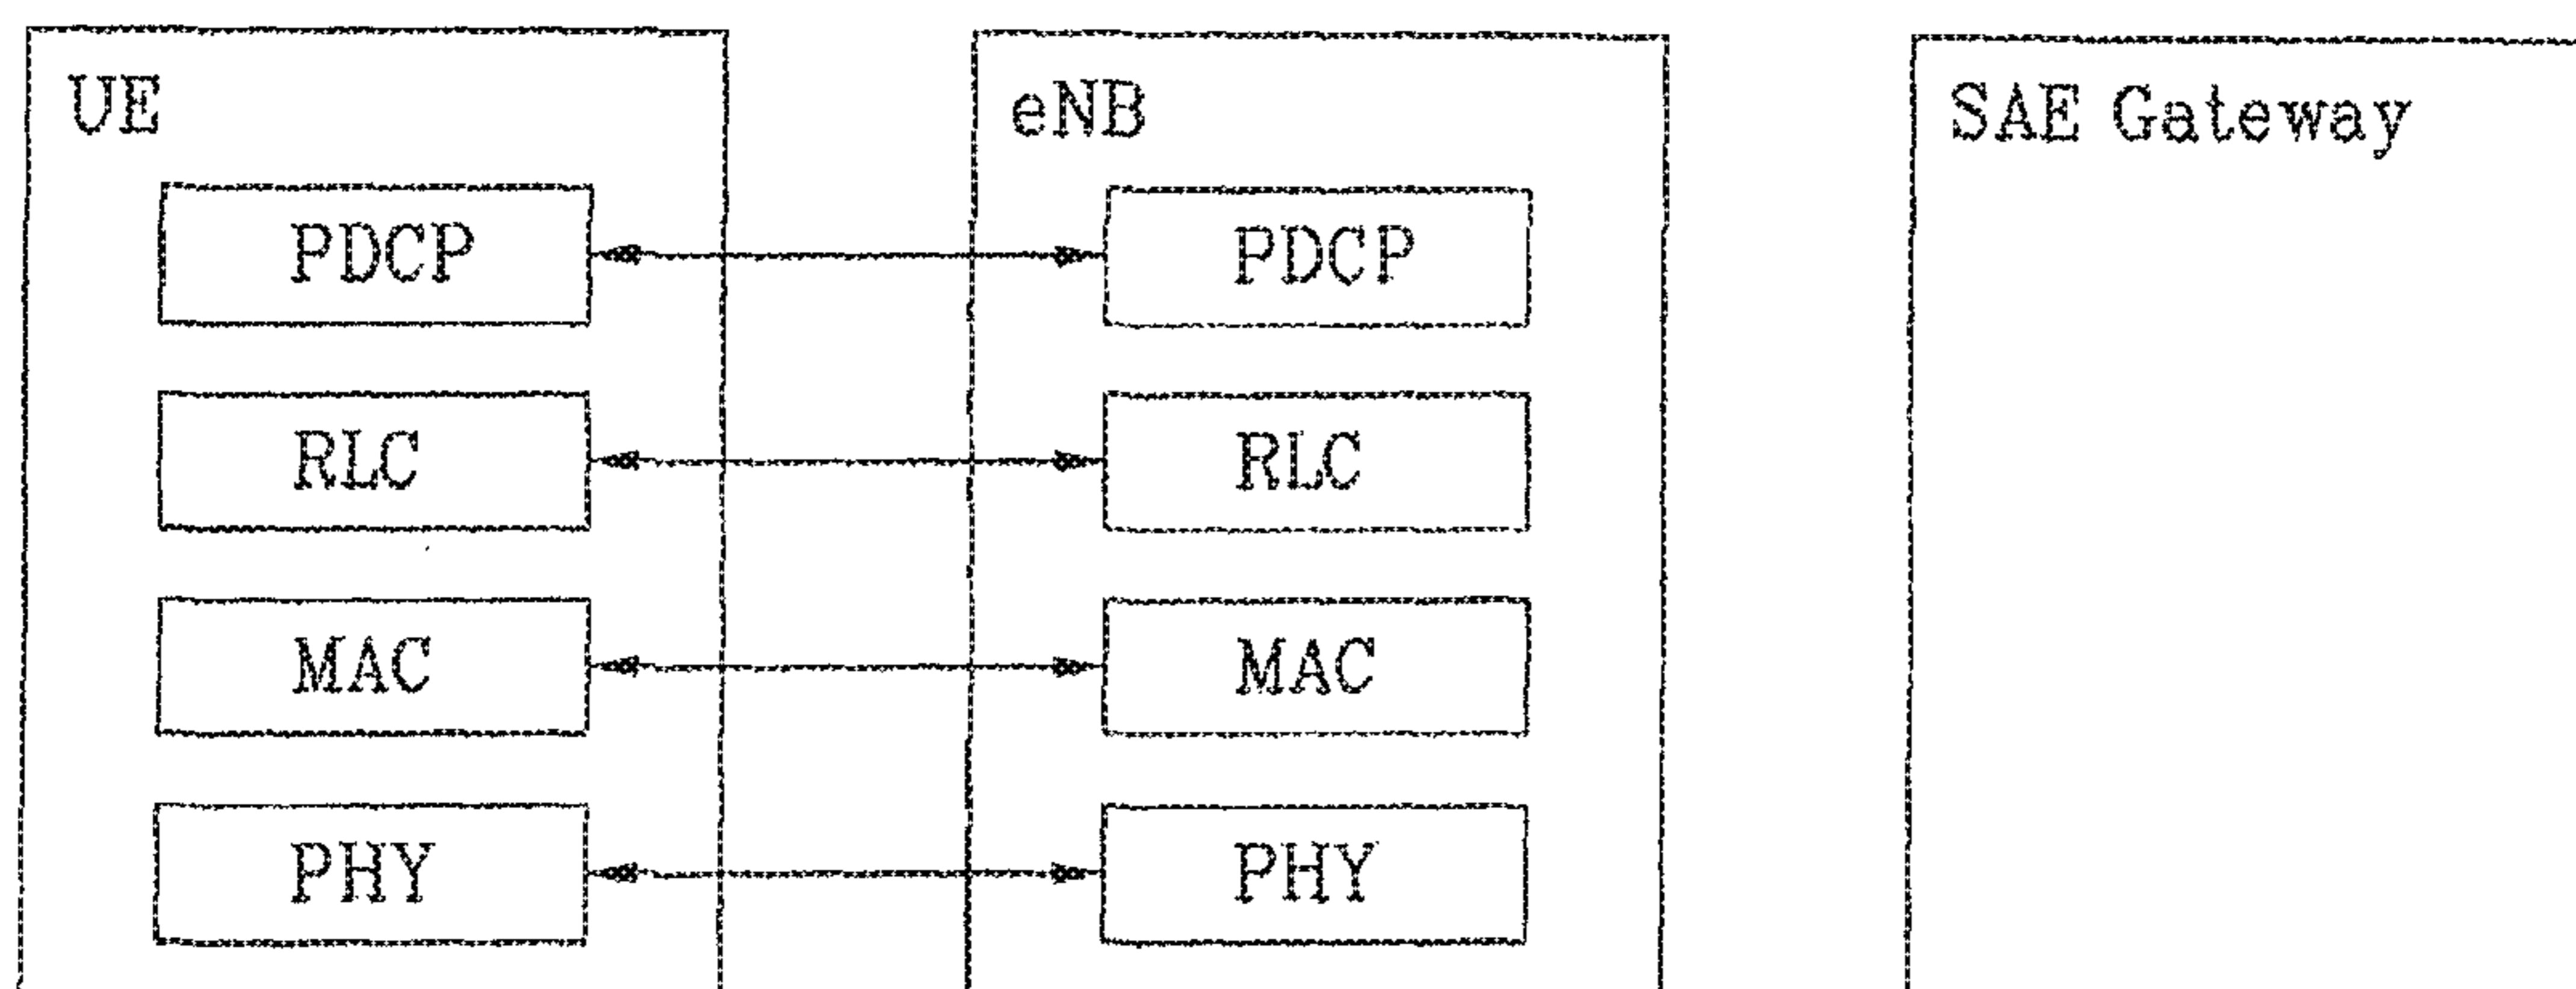 UE
eNB
SAE Gateway
PDCP
PDCP
RLC
RLC
MAC
MAC
PHY
PHY